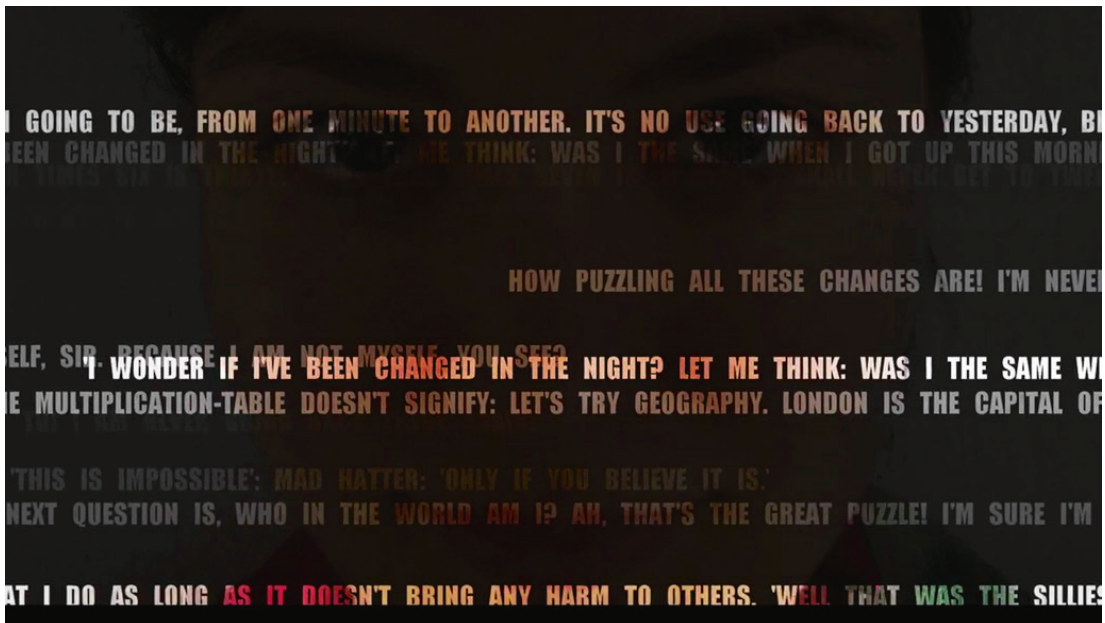 GOING TO BE, FROM ONE MINUTE TO ANOTHER. IT'S NO USE GOING BACK TO YESTERDAY,
BEEN CHANGED IN THE NIGHT? LET ME THINK: WAS I THE SAME WHEN I GOT UP THIS
TIMES SIX IS
HOW PUZZLING ALL THESE CHANGES ARE! I'M
SIR. BECAUSE I AM NOT MYSELF, YOU SEE?
'I WONDER IF I'VE BEEN CHANGED IN THE NIGHT? LET ME THINK: WAS I THE SAME
MULTIPLICATION-TABLE DOESN'T SIGNIFY: LET'S TRY GEOGRAPHY. LONDON IS THE CAPITAL OF
'THIS IS IMPOSSIBLE': MAD HATTER: 'ONLY IF YOU BELIEVE IT IS.'
NEXT QUESTION IS, WHO IN THE WORLD AM I? AH, THAT'S THE GREAT PUZZLE! I'M SURE I'M
AT I DO AS LONG AS IT DOESN'T BRING ANY HARM TO OTHERS. 'WELL THAT WAS THE